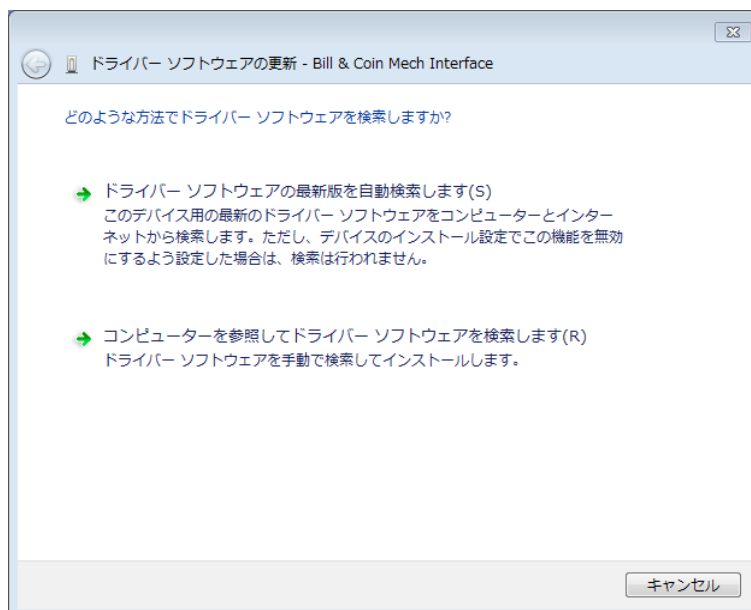 ドライバー ソフトウェアの更新 - Bill & Coin Mech Interface
どのような方法でドライバー ソフトウェアを検索しますか?
ドライバー ソフトウェアの最新版を自動検索します(S)
このデバイス用の最新のドライバー ソフトウェアをコンピューターとインター
ネットから検索します。ただし、デバイスのインストール設定でこの機能を無効
にするよう設定した場合は、検索は行われません。
コンピューターを参照してドライバー ソフトウェアを検索します(R)
ドライバー ソフトウェアを手動で検索してインストールします。
キャンセル